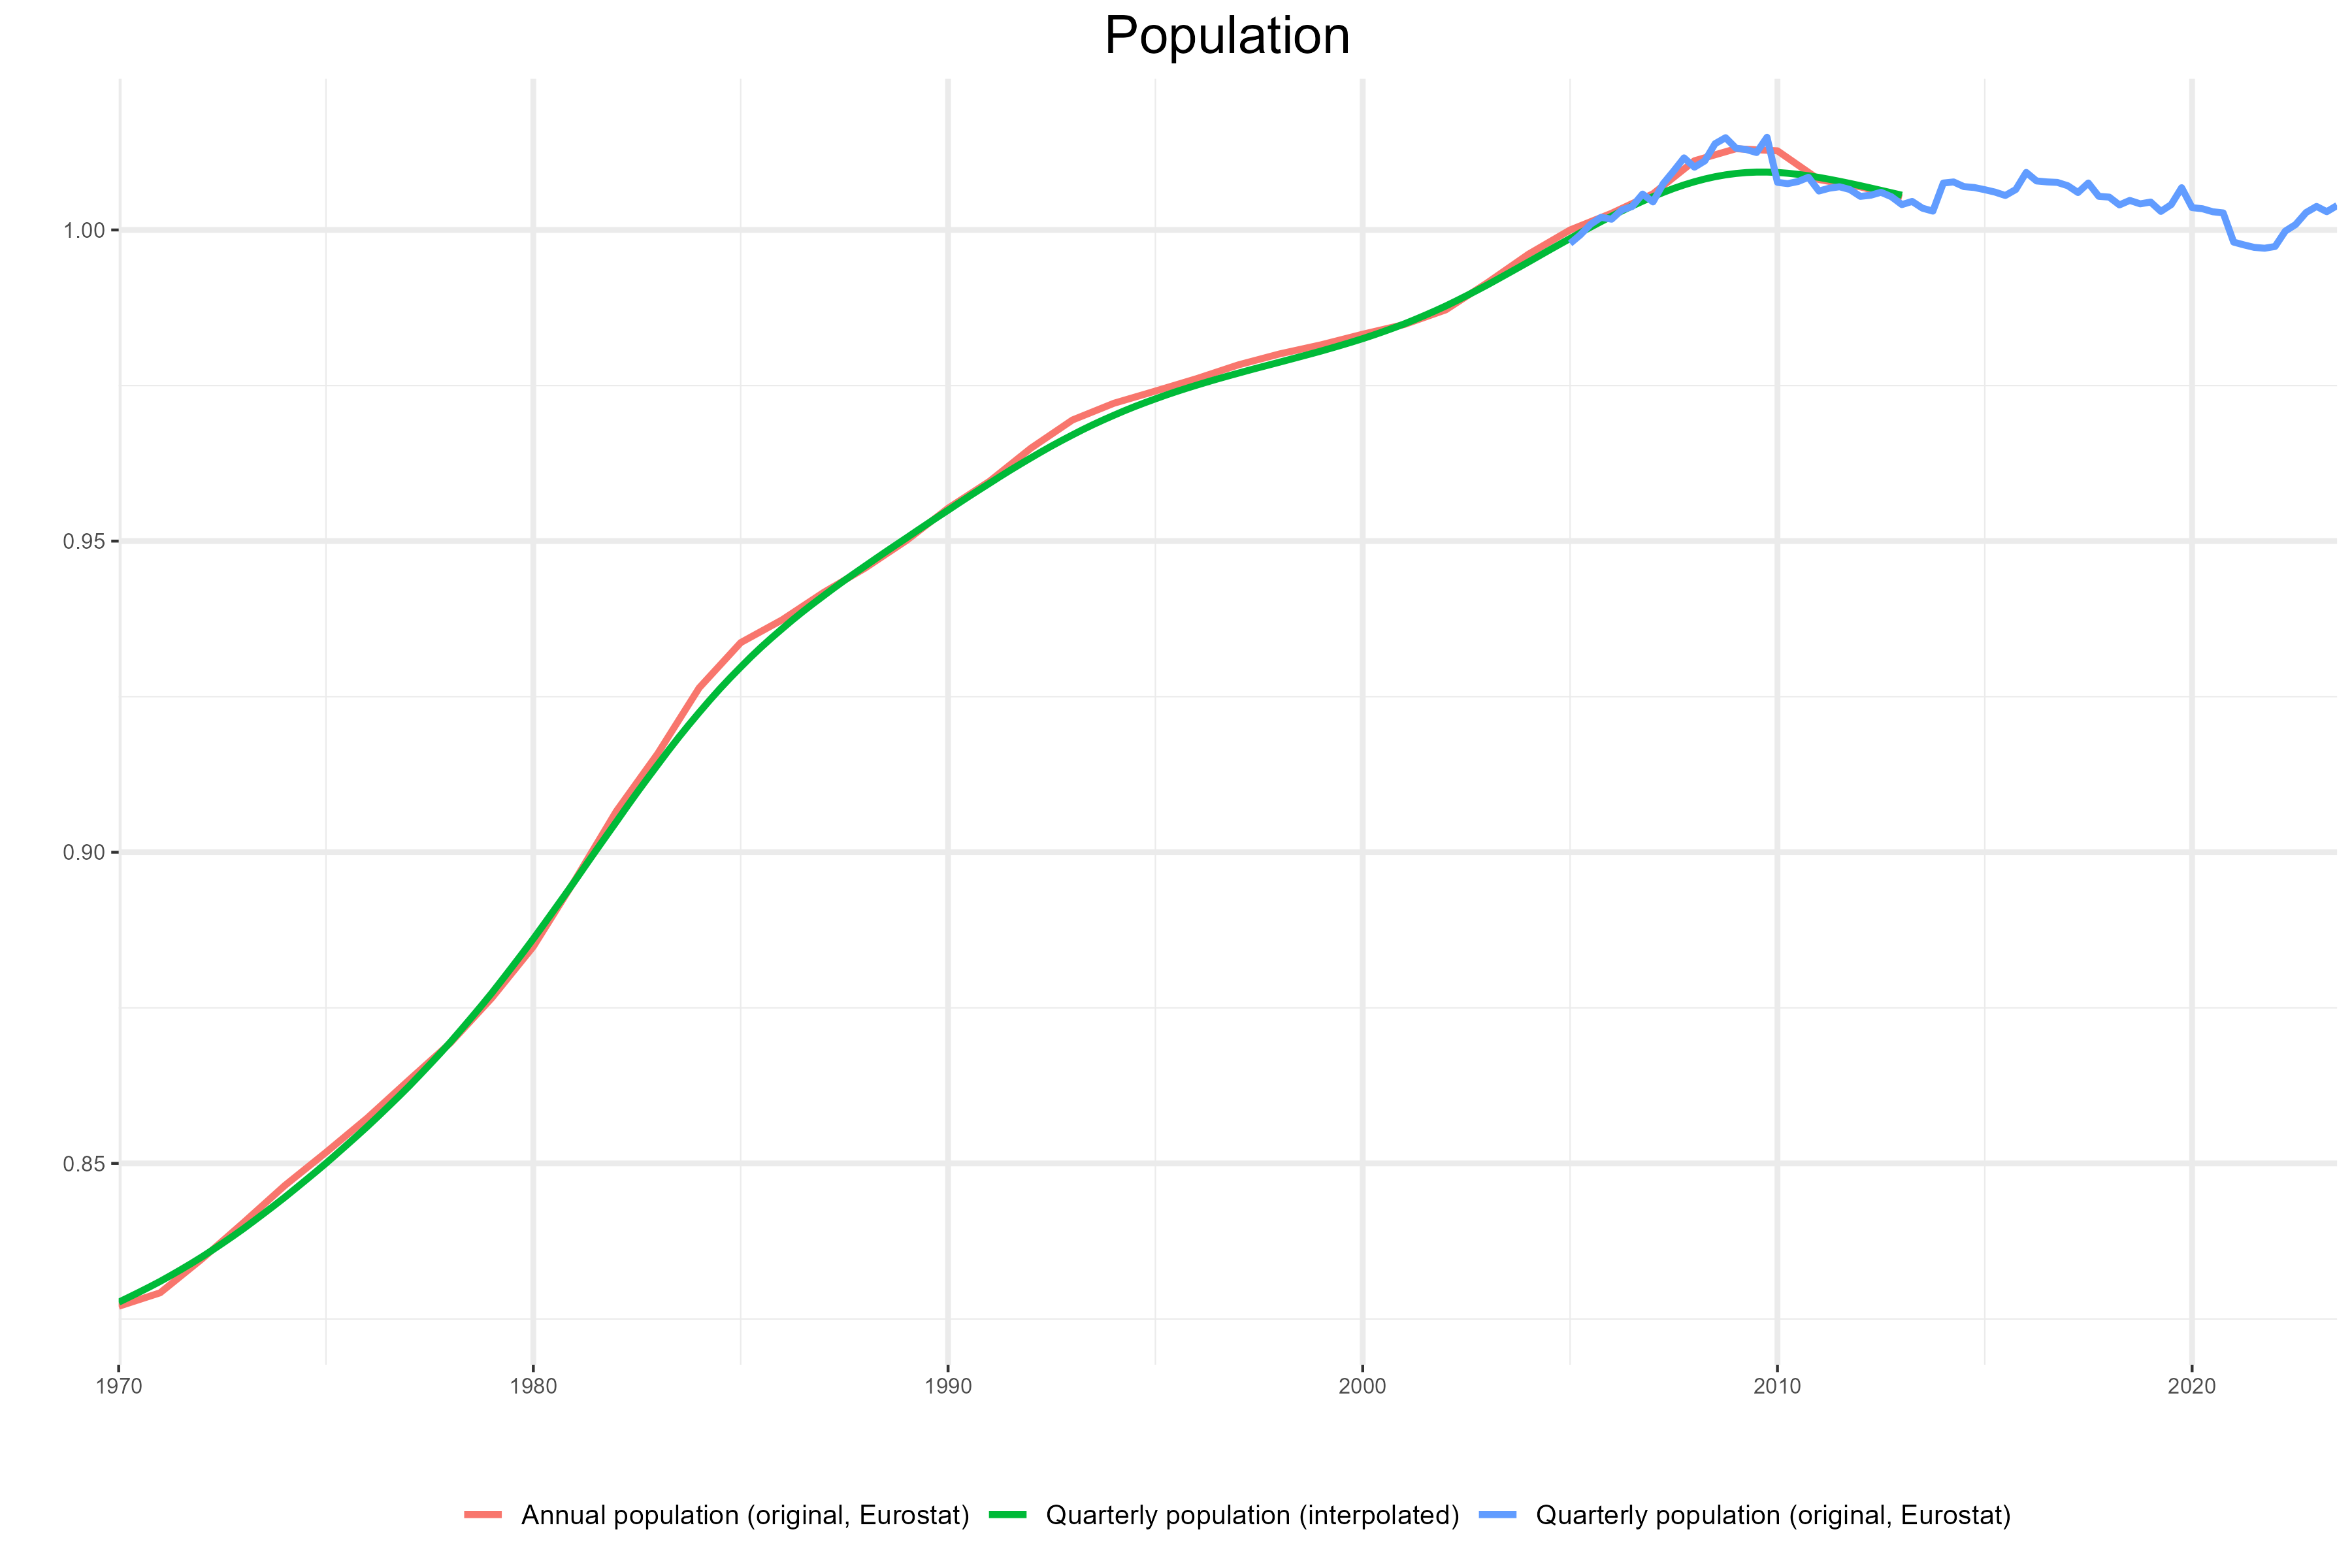 Population
1.00
0.95
0.90
0.85
1970 1980 1990 2000 2010 2020
Annual population (original, Eurostat) Quarterly population (interpolated) Quarterly population (original, Eurostat)